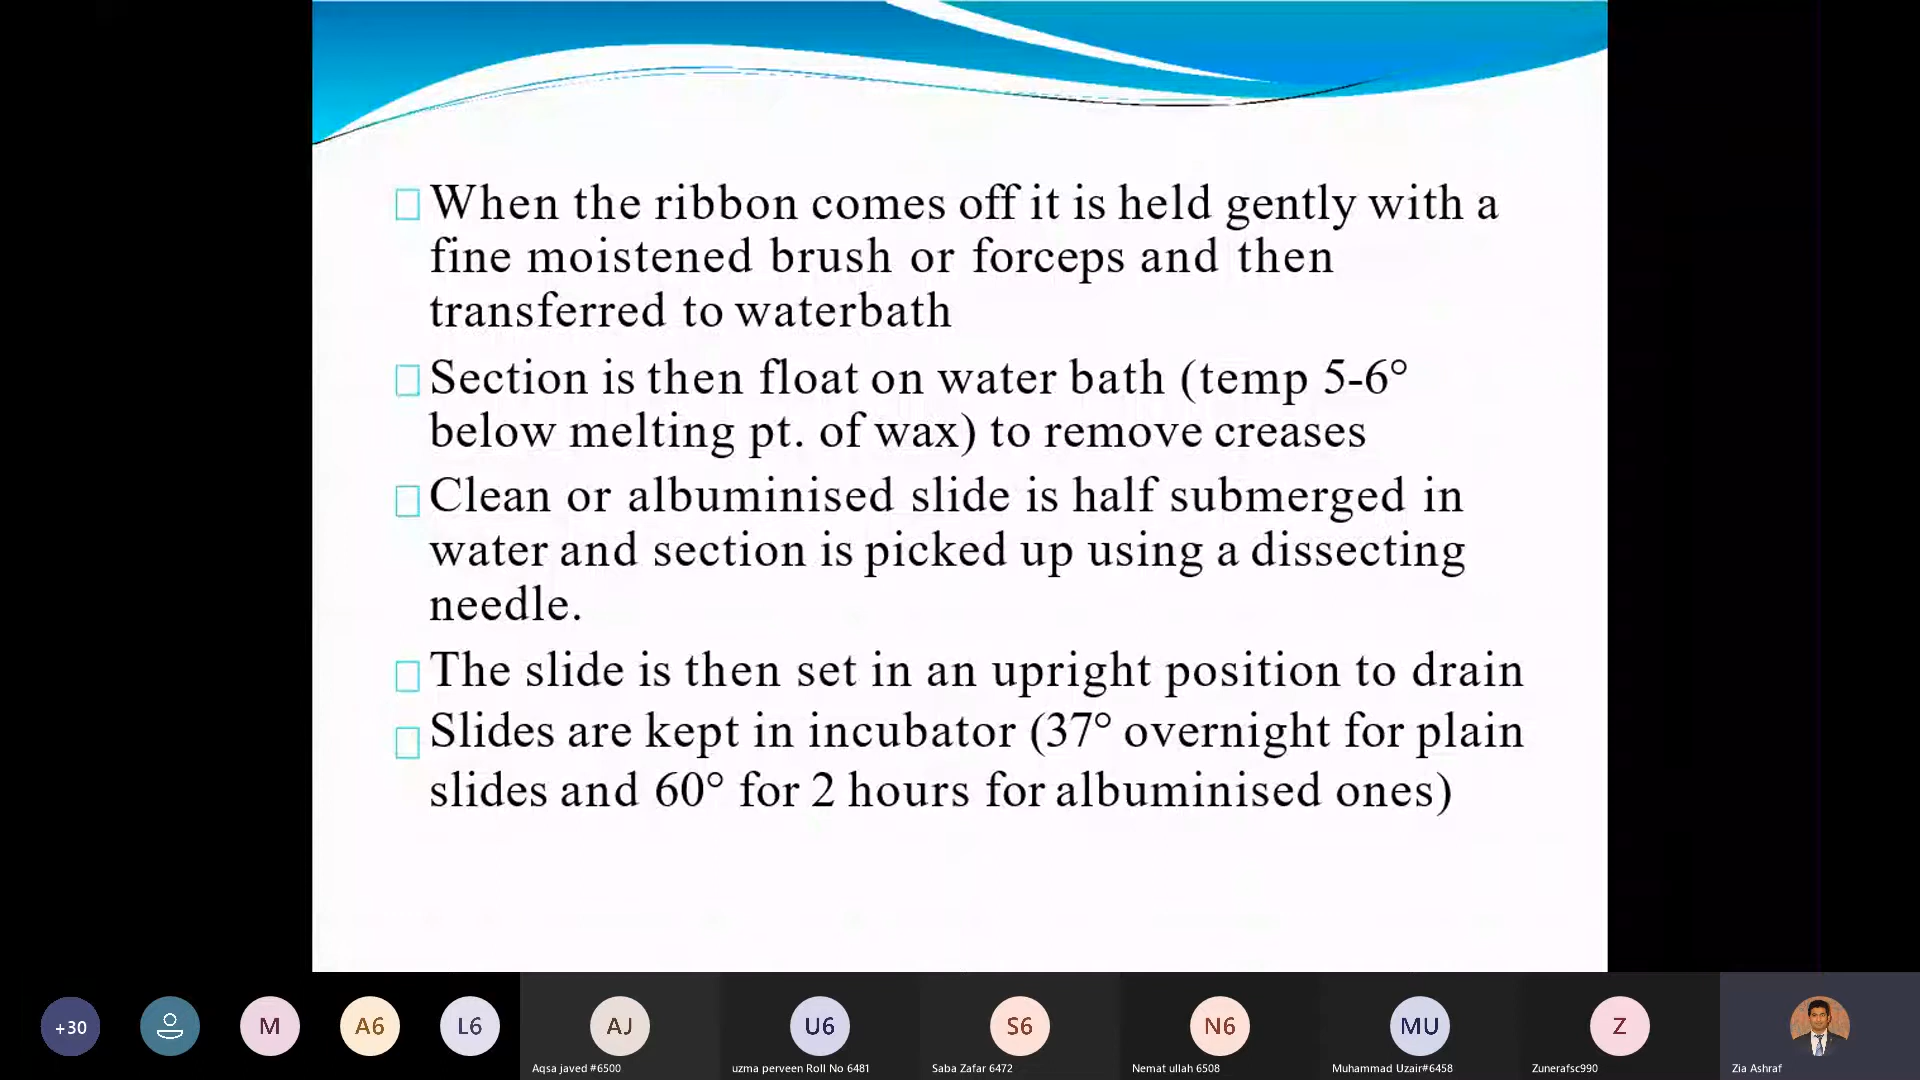 When the ribbon comes off it is held gently with a
fine moistened brush or forceps and then
transferred to waterbath
Section is then float on water bath (temp 5-6°
below melting pt. of wax) to remove creases
Clean or albuminised slide is half submerged in
water and section is picked up using a dissecting
needle.
The slide is then set in an upright position to drain
Slides are kept in incubator (37° overnight for plain
slides and 60° for 2 hours for albuminised ones)
+30
M
A6
L6
AJ
U6
S6
N6
MU
Z
Aqsa javed #6500
uzma perveen Roll No 6481
Saba Zafar 6472
Nemat ullah 6508
Muhammad Uzair#6458
Zunerafsc990
Zia Ashraf